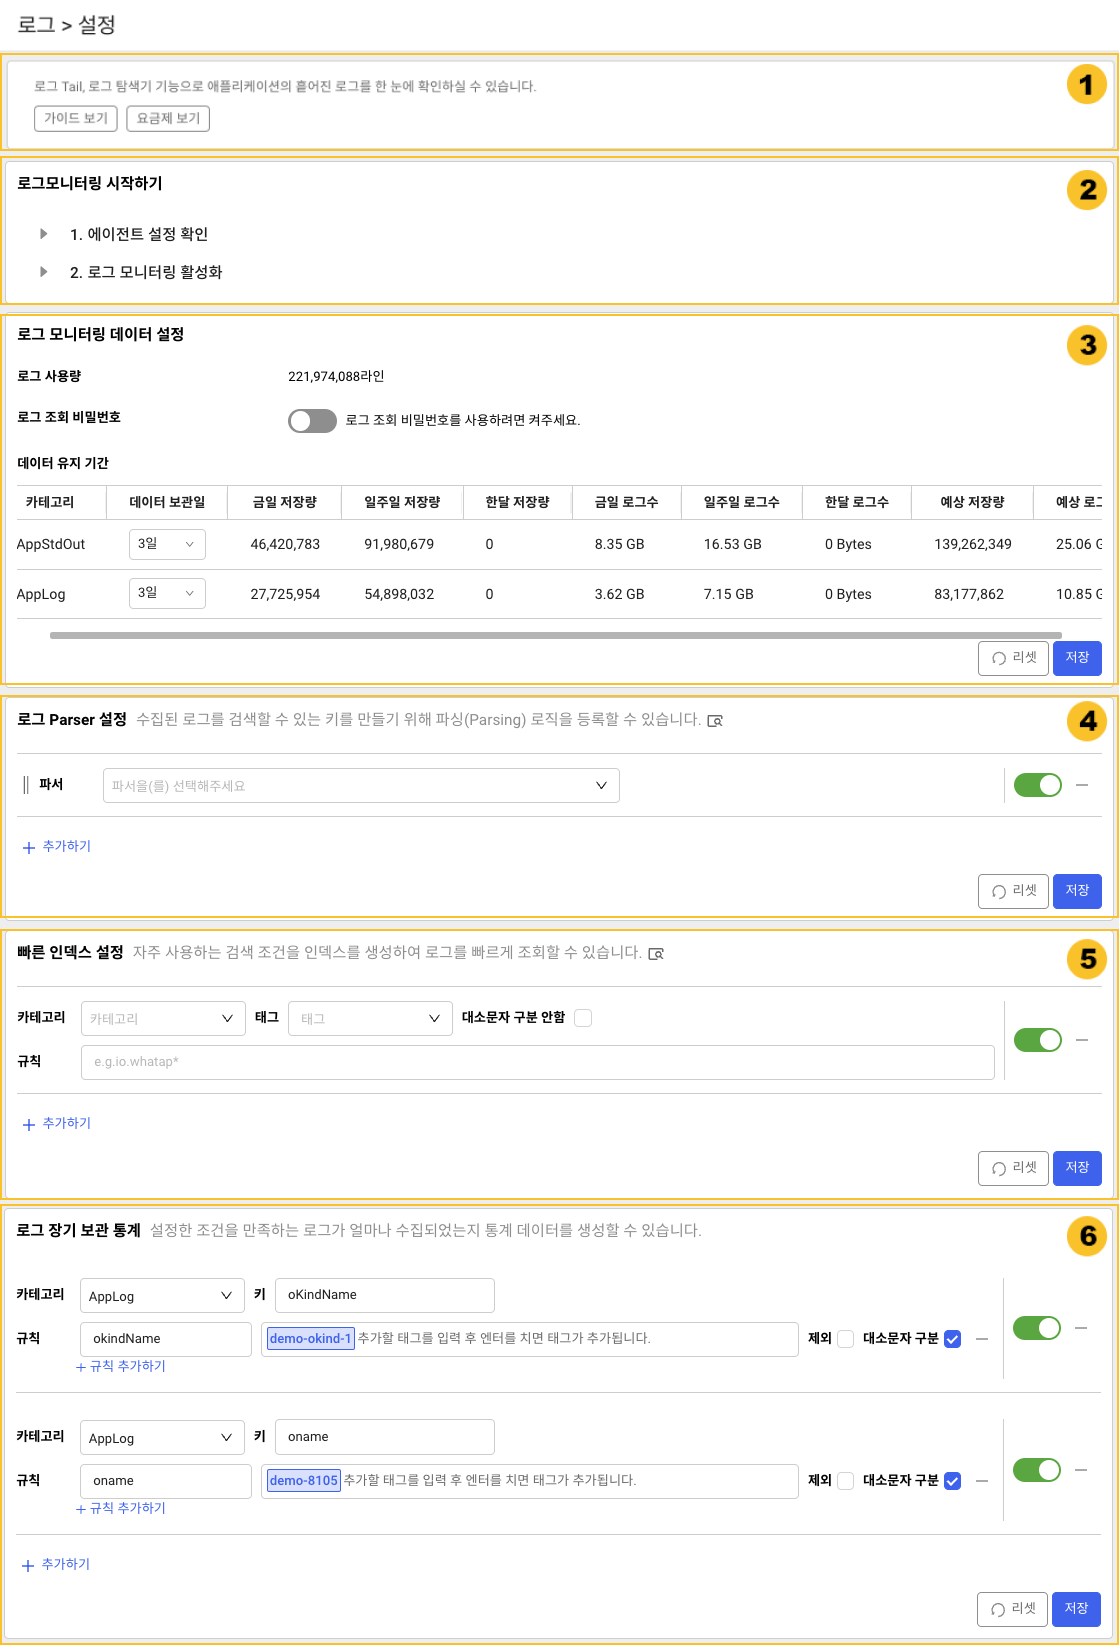 로그 > 설정
로그 Tail, 로그 탐색기 기능으로 애플리케이션의 흩어진 로그를 한 눈에 확인하실 수 있습니다.
1
가이드 보기 요금제 보기
로그모니터링 시작하기
2
1. 에이전트 설정 확인
2. 로그 모니터링 활성화
로그 모니터링 데이터 설정
3
로그 사용량 221,974,088라인
로그 조회 비밀번호 로그 조회 비밀번호를 사용하려면 켜주세요.
데이터 유지 기간
카테고리 데이터 보관일 금일 저장량 일주일 저장량 한달 저장량 금일 로그수 일주일 로그수 한달 로그수 예상 저장량 예상 로그
AppStdOut 3일 46,420,783 91,980,679 0 8.35 GB 16.53 GB 0 Bytes 139,262,349 25.06 G
AppLog 3일 27,725,954 54,898,032 0 3.62 GB 7.15 GB 0 Bytes 83,177,862 10.85 G
리셋 저장
로그 Parser 설정 수집된 로그를 검색할 수 있는 키를 만들기 위해 파싱(Parsing) 로직을 등록할 수 있습니다.
4
파서 파서을(를) 선택해주세요
+ 추가하기
리셋 저장
빠른 인덱스 설정 자주 사용하는 검색 조건을 인덱스를 생성하여 로그를 빠르게 조회할 수 있습니다.
5
카테고리 카테고리 태그 태그 대소문자 구분 안함
규칙 e.g.io.whatap*
+ 추가하기
리셋 저장
로그 장기 보관 통계 설정한 조건을 만족하는 로그가 얼마나 수집되었는지 통계 데이터를 생성할 수 있습니다.
6
카테고리 AppLog 키 oKindName
규칙 okindName demo-okind-1 추가할 태그를 입력 후 엔터를 치면 태그가 추가됩니다. 제외 대소문자 구분
+ 규칙 추가하기
카테고리 AppLog 키 oname
규칙 oname demo-8105 추가할 태그를 입력 후 엔터를 치면 태그가 추가됩니다. 제외 대소문자 구분
+ 규칙 추가하기
+ 추가하기
리셋 저장